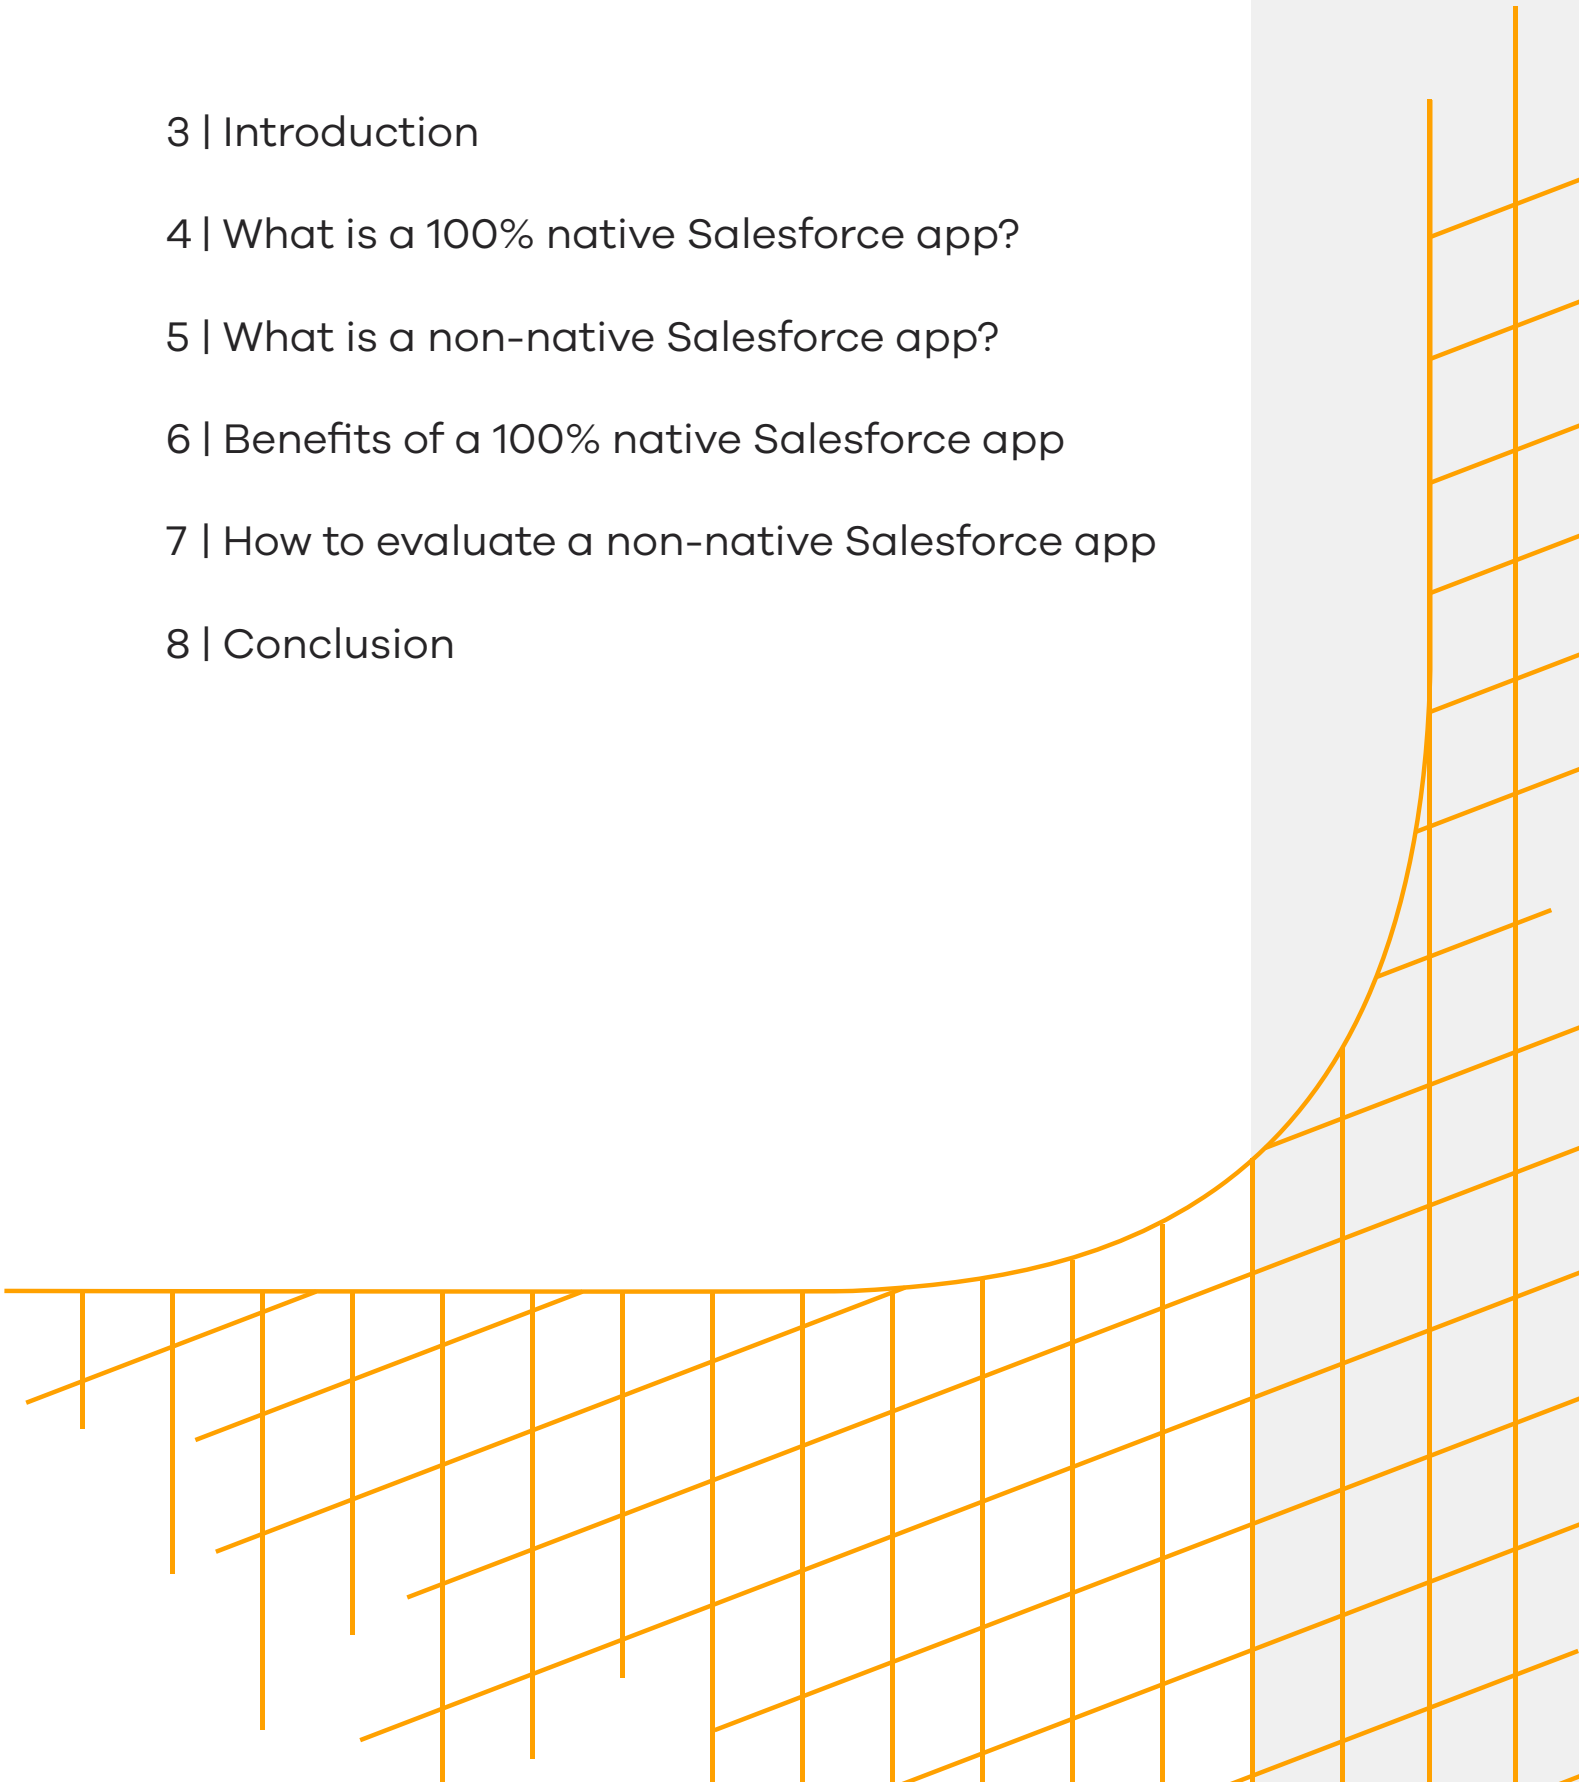 3 | Introduction
4 | What is a 100% native Salesforce app?
5 | What is a non-native Salesforce app?
6 | Benefits of a 100% native Salesforce app
7 | How to evaluate a non-native Salesforce app
8 | Conclusion